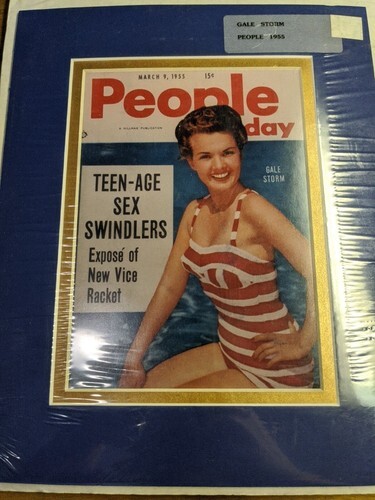 GALE STORM
PEOPLE 1955
MARCH 9, 1955 15¢
People
day
GALE
STORM
TEEN-AGE
SEX
SWINDLERS
Exposé of
New Vice
Racket